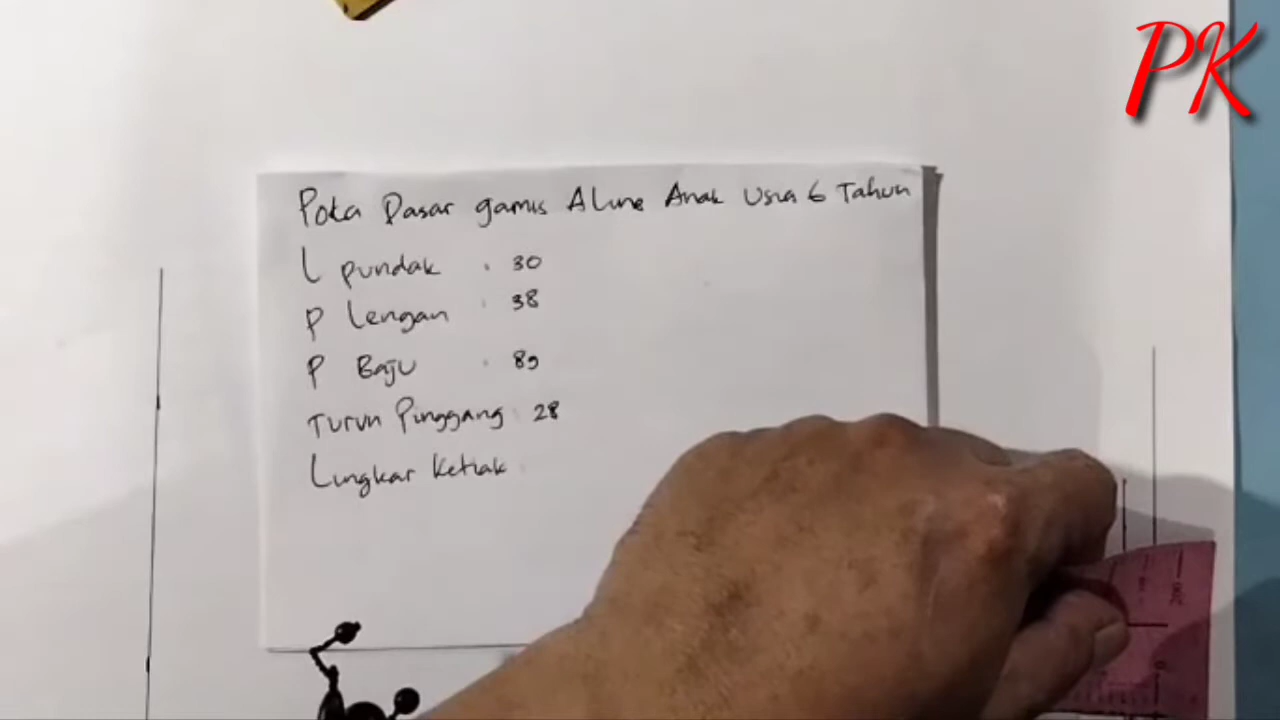 PK
Pola Dasar gamis Aline Anak Usia 6 Tahun
L pundak : 30
P Lengan : 38
P Baju : 89
Turun Pinggang : 28
Lingkar Ketiak :